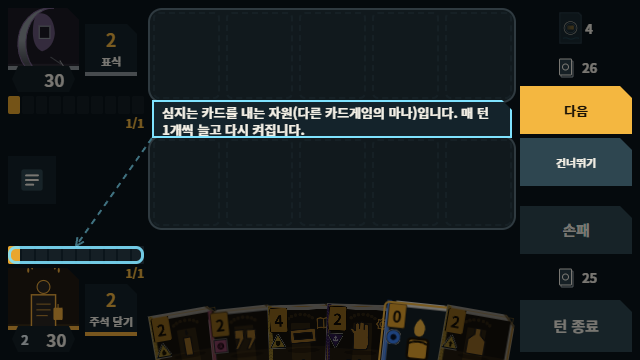 2
표식
30
1/1
심지는 카드를 내는 자원(다른 카드게임의 마나)입니다. 매 턴
1개씩 늘고 다시 켜집니다.
4
26
다음
건너뛰기
손패
25
턴 종료
1/1
2
주석 달기
2
30
2
2
4
2
0
2